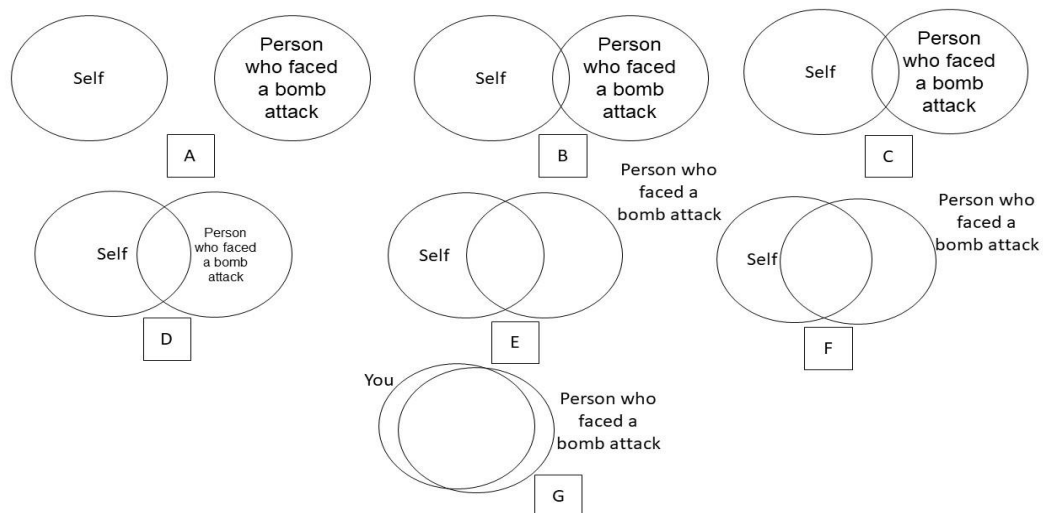 Self
Person
who faced
a bomb
attack
A
Self
Person
who faced
a bomb
attack
B
Self
Person
who faced
a bomb
attack
C
Self
Person
who faced
a bomb
attack
D
Self
Person who
faced a
bomb attack
E
Self
Person who
faced a
bomb attack
F
You
Person who
faced a
bomb attack
G